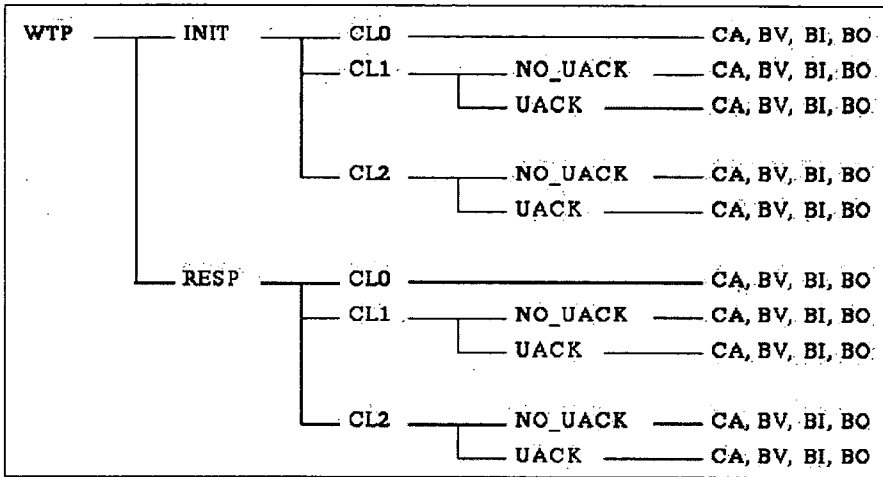 WTP INIT CL0 CA, BV, BI, BO
CL1 NO_UACK CA, BV, BI, BO
UACK CA, BV, BI, BO
CL2 NO_UACK CA, BV, BI, BO
UACK CA, BV, BI, BO
RESP CL0 CA, BV, BI, BO
CL1 NO_UACK CA, BV, BI, BO
UACK CA, BV, BI, BO
CL2 NO_UACK CA, BV, BI, BO
UACK CA, BV, BI, BO